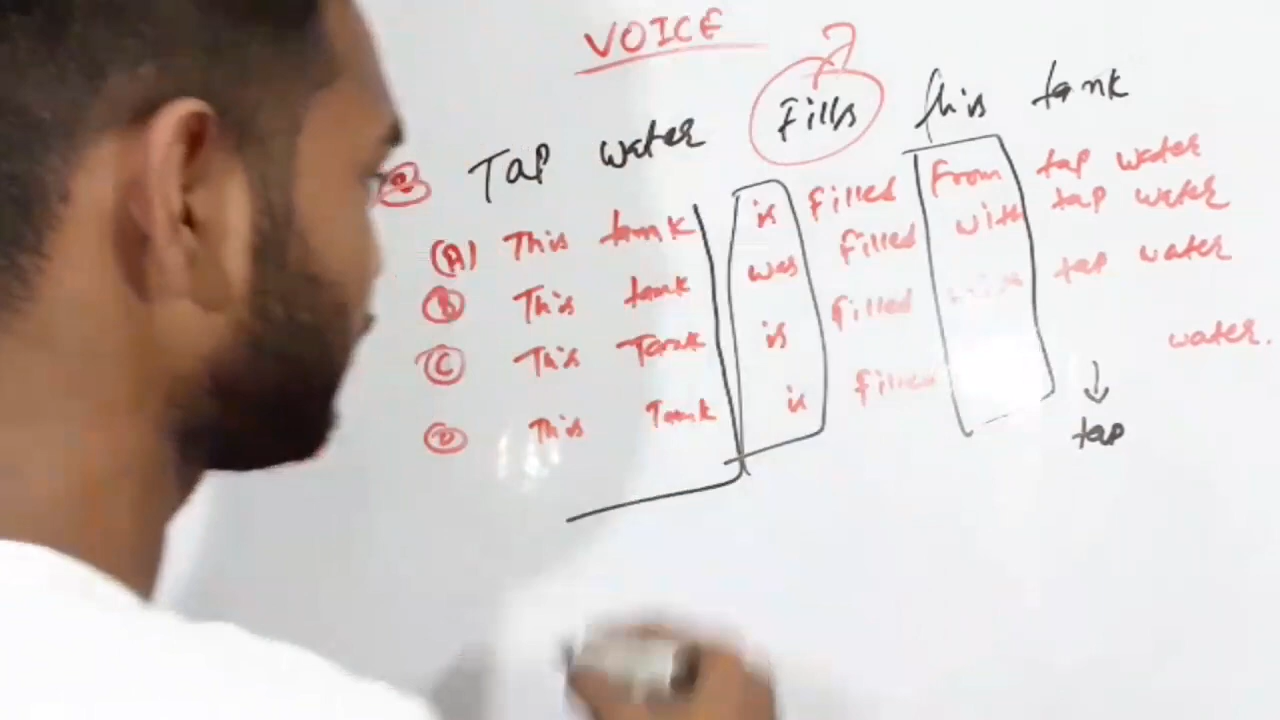 VOICE
Q Tap water Fills this tank
(A) This tank is filled from tap water
(B) This tank was filled with tap water
(C) This Tank is filled tap water
(D) This Tank is filled water.
tap